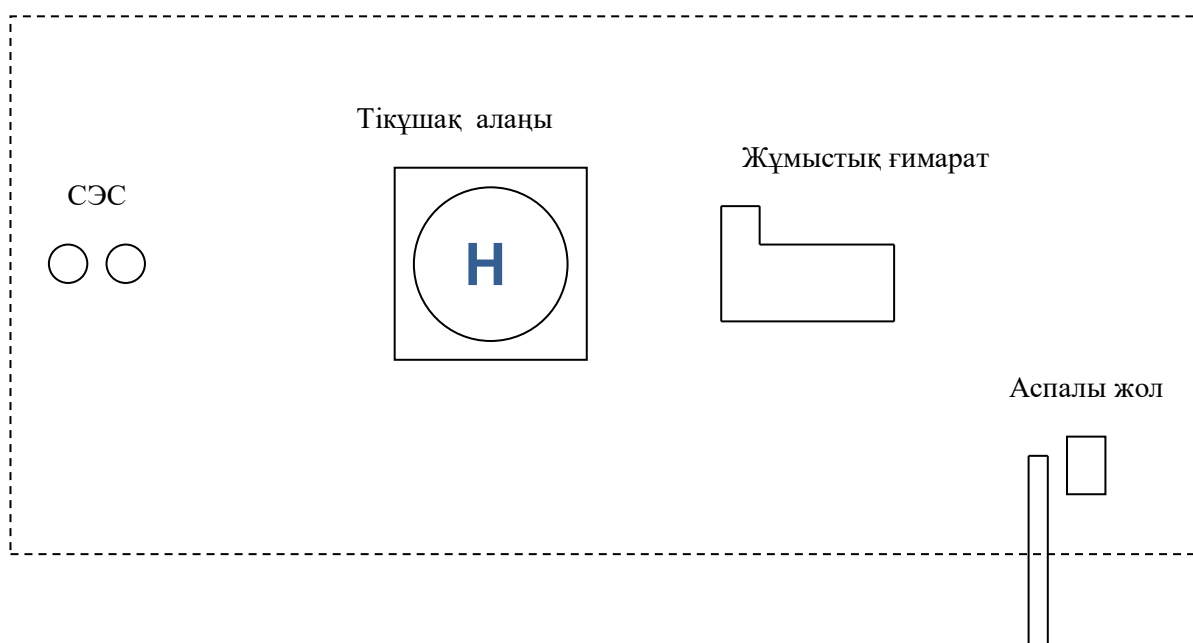 Тікұшақ алаңы
Жұмыстық ғимарат
СЭС
H
Аспалы жол